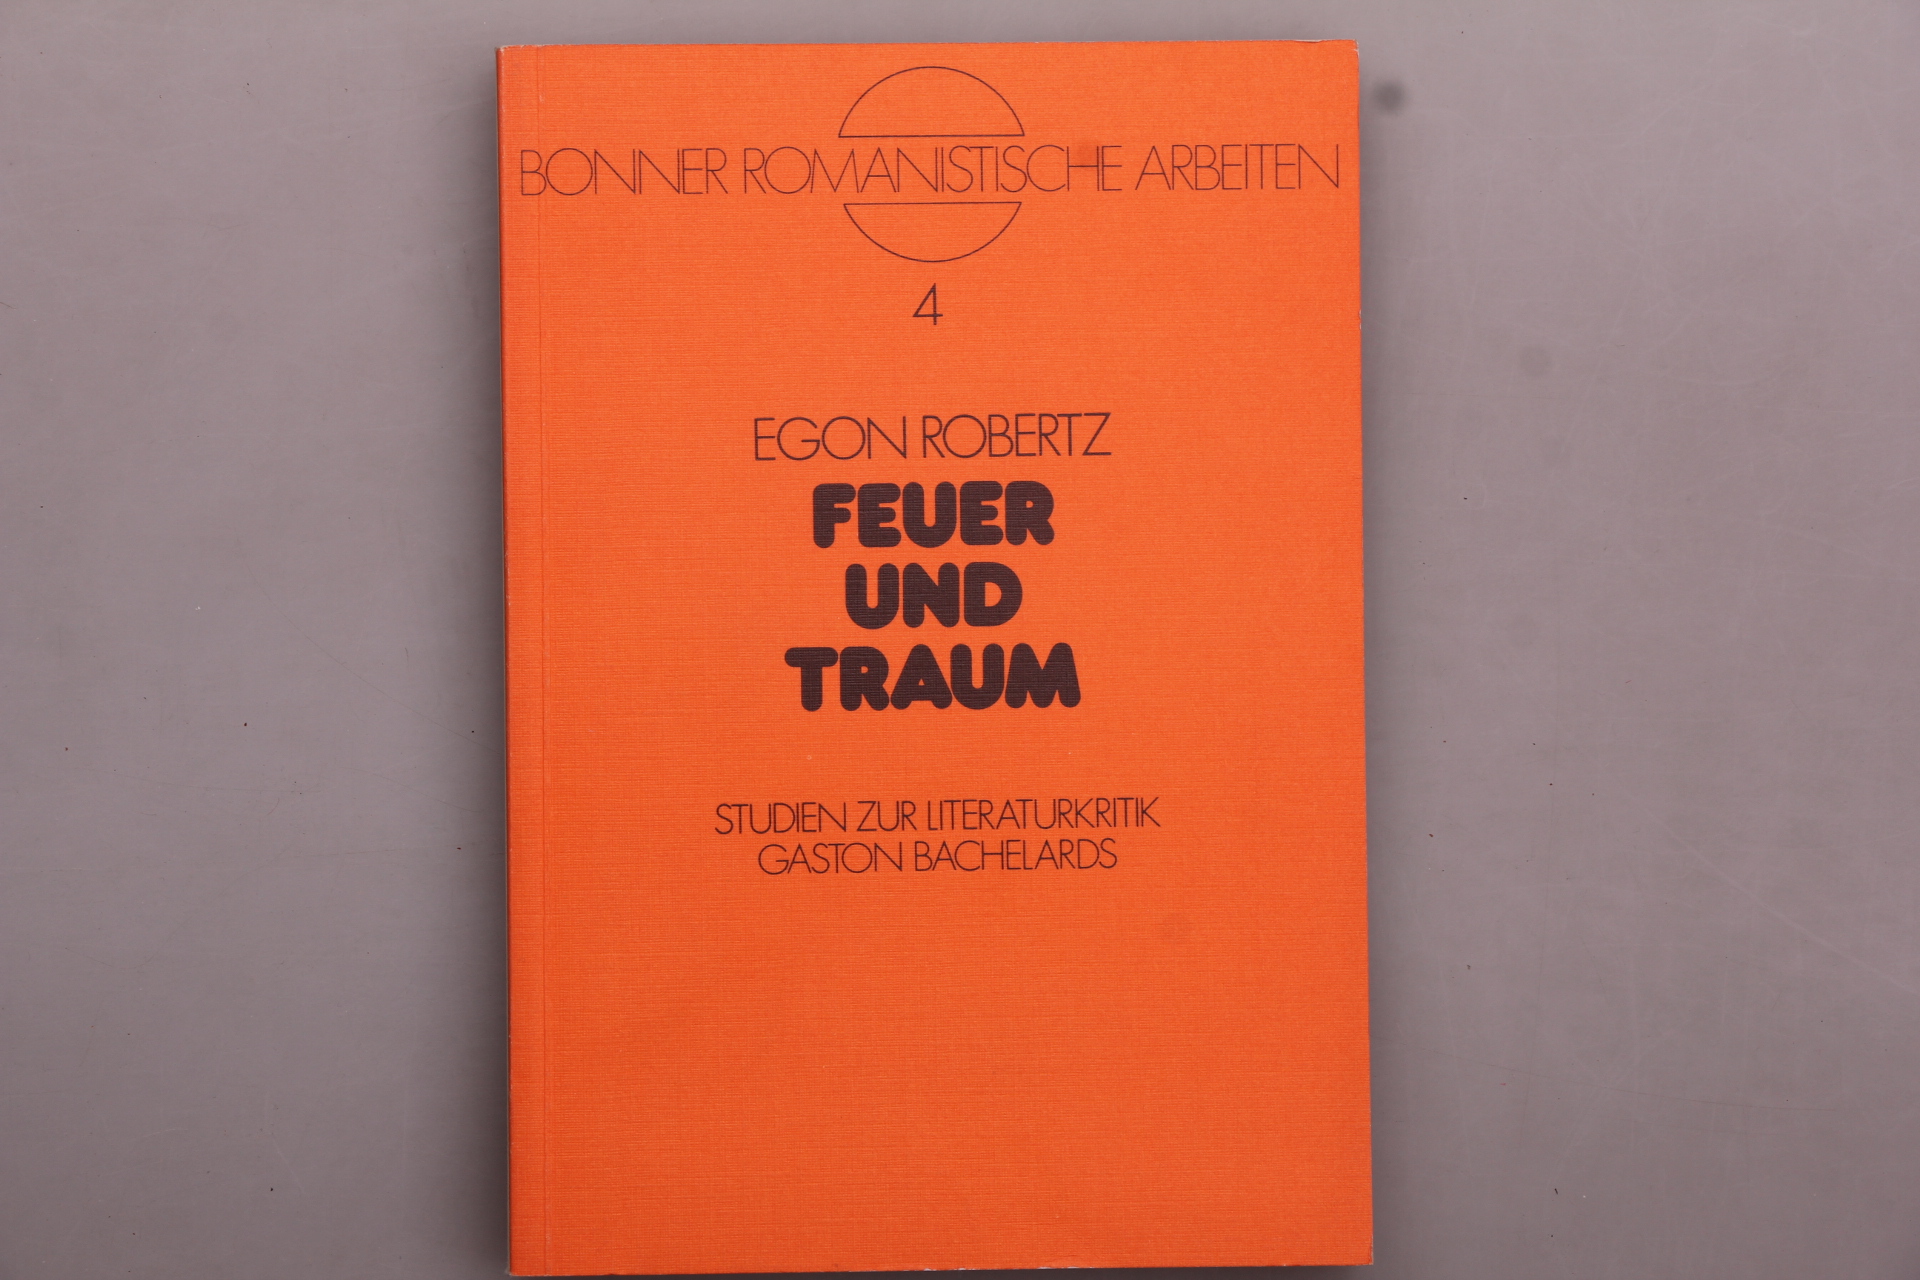 BONNER ROMANISTISCHE ARBEITEN
4
EGON ROBERTZ
FEUER
UND
TRAUM
STUDIEN ZUR LITERATURKRITIK
GASTON BACHELARDS